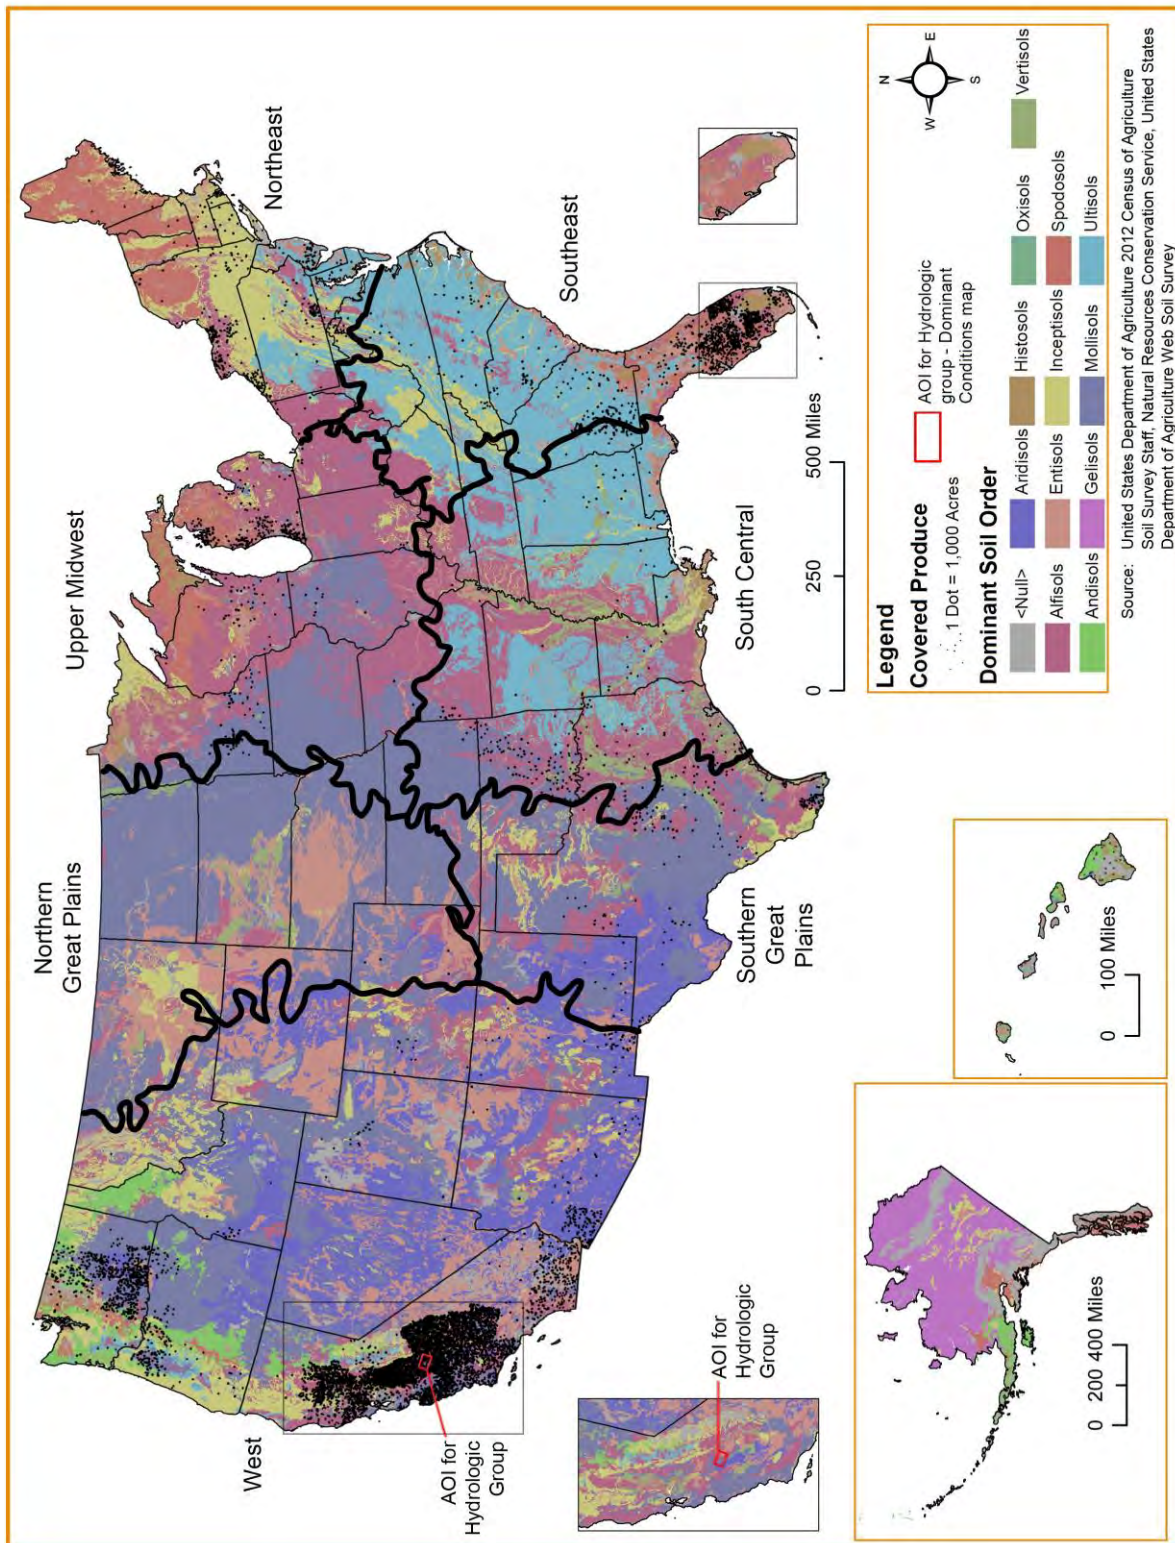 Northern
Great Plains
Upper Midwest
Northeast
West
AOI for
Hydrologic
Group
AOI for
Hydrologic
Group
Southern
Great
Plains
South Central
Southeast
0 250 500 Miles
0 200 400 Miles
0 100 Miles
Legend
Covered Produce
1 Dot = 1,000 Acres
AOI for Hydrologic
group - Dominant
Conditions map
N
W
E
S
Dominant Soil Order
<Null>
Aridisols
Histosols
Oxisols
Vertisols
Alfisols
Entisols
Inceptisols
Spodosols
Andisols
Gelisols
Mollisols
Ultisols
Source: United States Department of Agriculture 2012 Census of Agriculture
Soil Survey Staff, Natural Resources Conservation Service, United States
Department of Agriculture Web Soil Survey